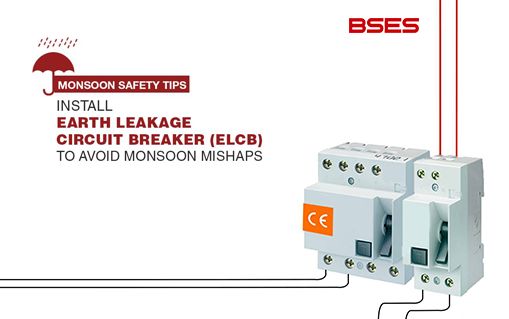 BSES
MONSOON SAFETY TIPS
INSTALL
EARTH LEAKAGE
CIRCUIT BREAKER (ELCB)
TO AVOID MONSOON MISHAPS
CE